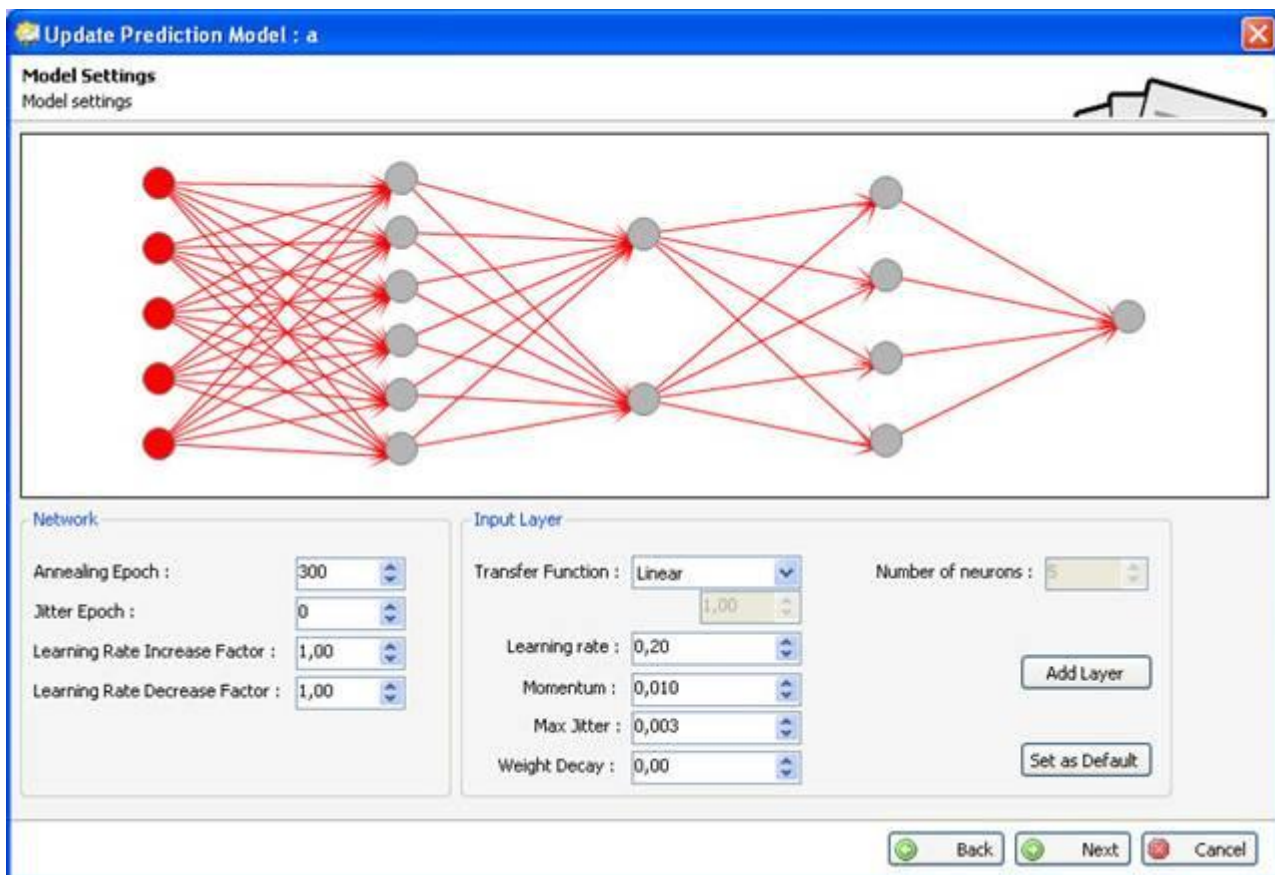 Update Prediction Model : a
Model Settings
Model settings
Network
Annealing Epoch : 300
Jitter Epoch : 0
Learning Rate Increase Factor : 1,00
Learning Rate Decrease Factor : 1,00
Input Layer
Transfer Function : Linear
1,00
Number of neurons : 5
Learning rate : 0,20
Momentum : 0,010
Max Jitter : 0,003
Weight Decay : 0,00
Add Layer
Set as Default
Back
Next
Cancel